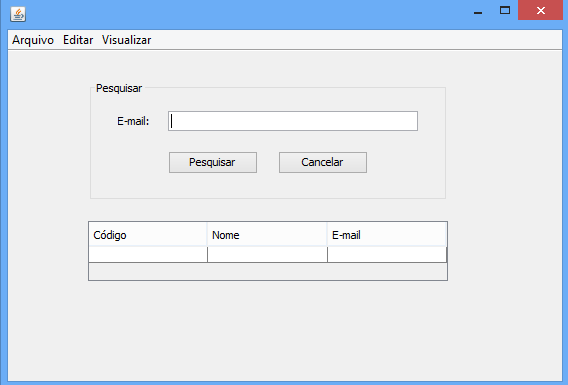 Arquivo Editar Visualizar
Pesquisar
E-mail:
Pesquisar Cancelar
Código Nome E-mail